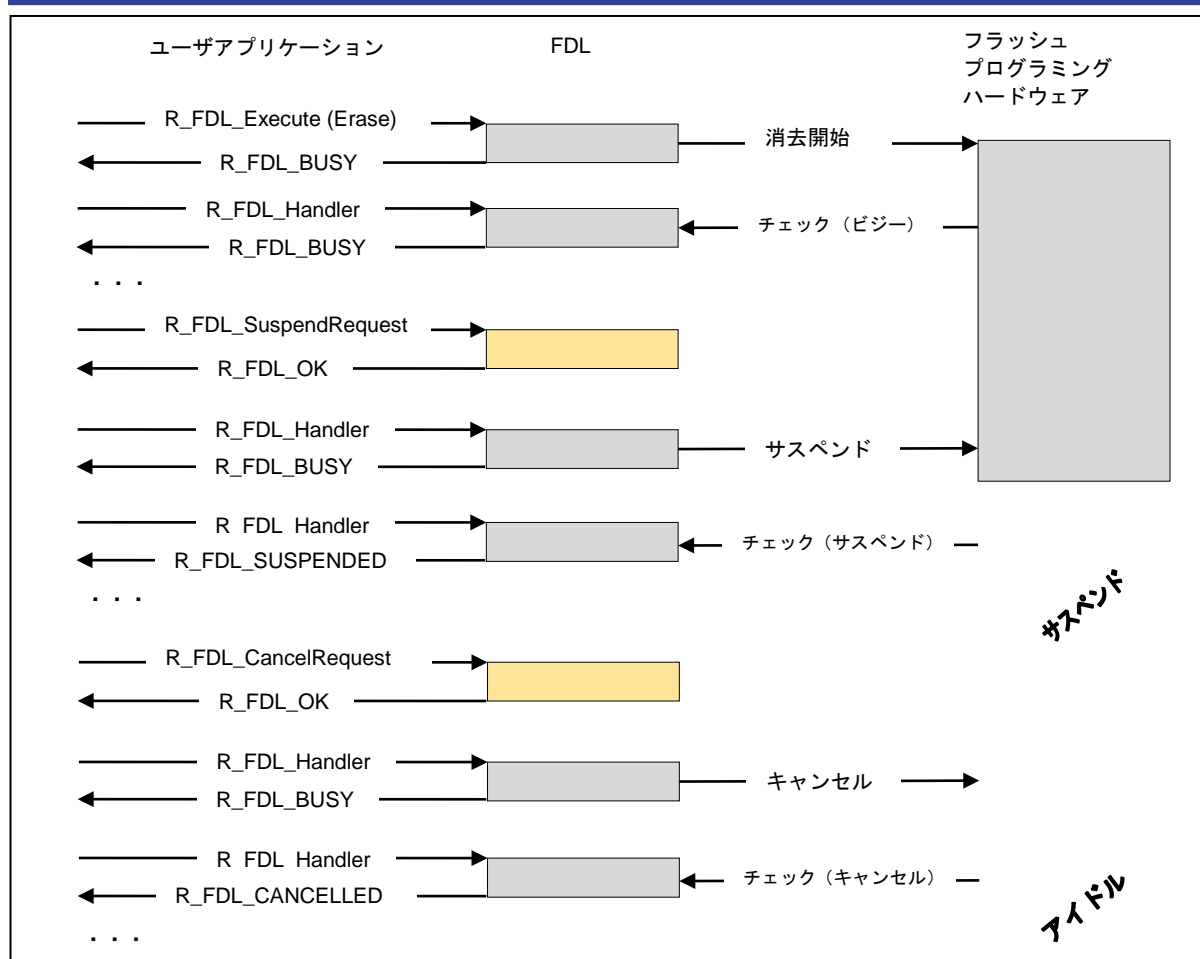 ユーザアプリケーション
FDL
フラッシュ
プログラミング
ハードウェア
R_FDL_Execute (Erase)
消去開始
R_FDL_BUSY
R_FDL_Handler
チェック（ビジー）
R_FDL_BUSY
. . .
R_FDL_SuspendRequest
R_FDL_OK
R_FDL_Handler
サスペンド
R_FDL_BUSY
R_FDL_Handler
チェック（サスペンド）
R_FDL_SUSPENDED
. . .
サスペンド
R_FDL_CancelRequest
R_FDL_OK
R_FDL_Handler
キャンセル
R_FDL_BUSY
R_FDL_Handler
チェック（キャンセル）
R_FDL_CANCELLED
アイドル
. . .